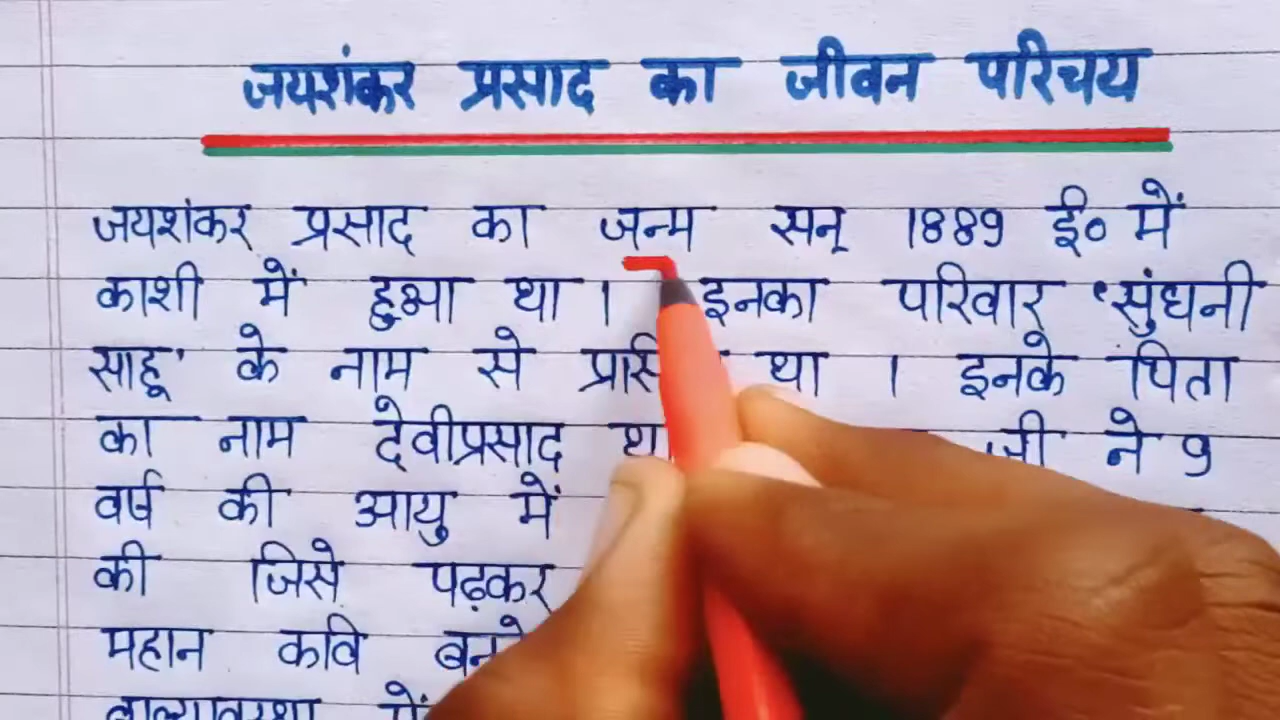 जयशंकर प्रसाद का जीवन परिचय
जयशंकर प्रसाद का जन्म सन् 1889 ई० में
काशी में हुआ था । इनका परिवार 'सुंघनी
साहू' के नाम से था । इनके पिता
का नाम देवीप्रसाद जी ने 9
वर्ष की आयु में
की जिसे पढ़कर
महान कवि
बाल्यावस्था में